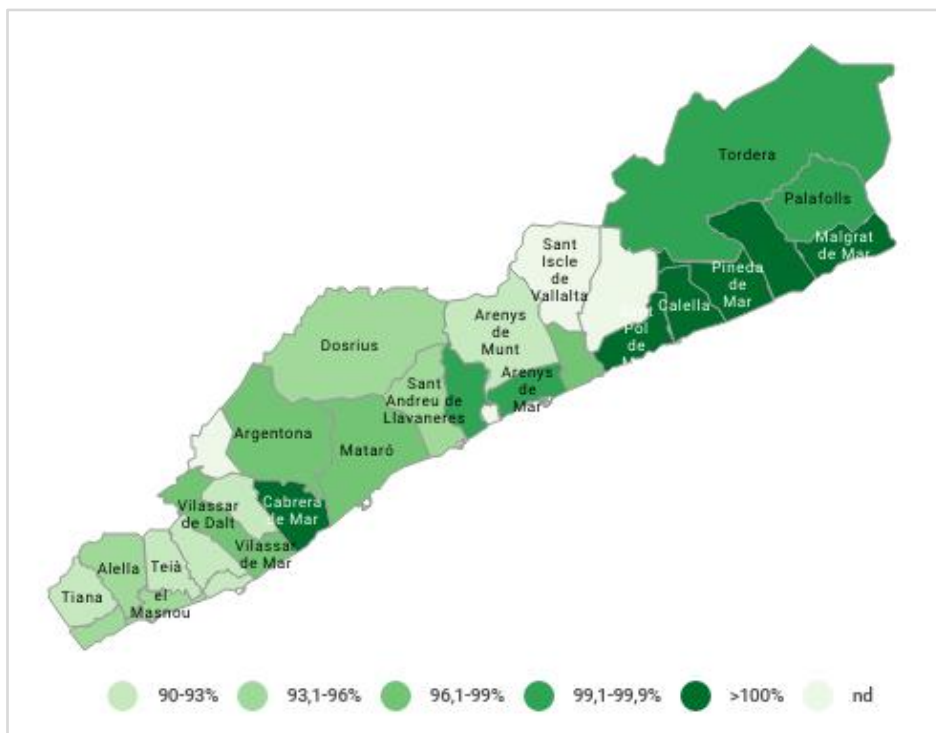 Tordera
Palafolls
Malgrat
de Mar
Pineda
de
Mar
Calella
Pol
de
Sant
Iscle
de
Vallalta
Arenys
de
Munt
Arenys
de
Mar
Dosrius
Sant
Andreu de
Llavaneres
Argentona
Mataró
Cabrera
de Mar
Vilassar
de Dalt
Vilassar
de Mar
Alella
Teià
el
Masnou
Tiana
90-93%
93,1-96%
96,1-99%
99,1-99,9%
>100%
nd